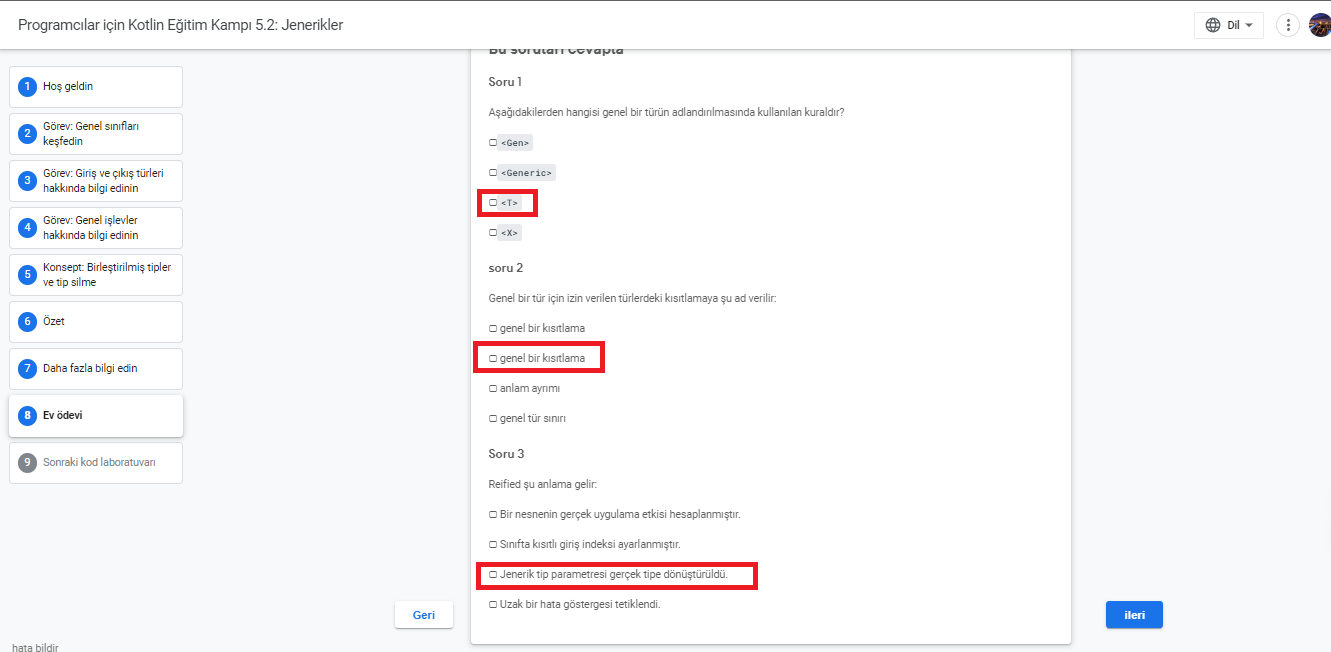 Programcılar için Kotlin Eğitim Kampı 5.2: Jenerikler
Dil
1 Hoş geldin
2 Görev: Genel sınıfları
keşfedin
3 Görev: Giriş ve çıkış türleri
hakkında bilgi edinin
4 Görev: Genel işlevler
hakkında bilgi edinin
5 Konsept: Birleştirilmiş tipler
ve tip silme
6 Özet
7 Daha fazla bilgi edin
8 Ev ödevi
9 Sonraki kod laboratuvarı
hata bildir
Bu soruları cevapla
Soru 1
Aşağıdakilerden hangisi genel bir türün adlandırılmasında kullanılan kuraldır?
<Gen>
<Generic>
<T>
<X>
soru 2
Genel bir tür için izin verilen türlerdeki kısıtlamaya şu ad verilir:
genel bir kısıtlama
genel bir kısıtlama
anlam ayrımı
genel tür sınırı
Soru 3
Reified şu anlama gelir:
Bir nesnenin gerçek uygulama etkisi hesaplanmıştır.
Sınıfta kısıtlı giriş indeksi ayarlanmıştır.
Jenerik tip parametresi gerçek tipe dönüştürüldü.
Uzak bir hata göstergesi tetiklendi.
Geri
ileri